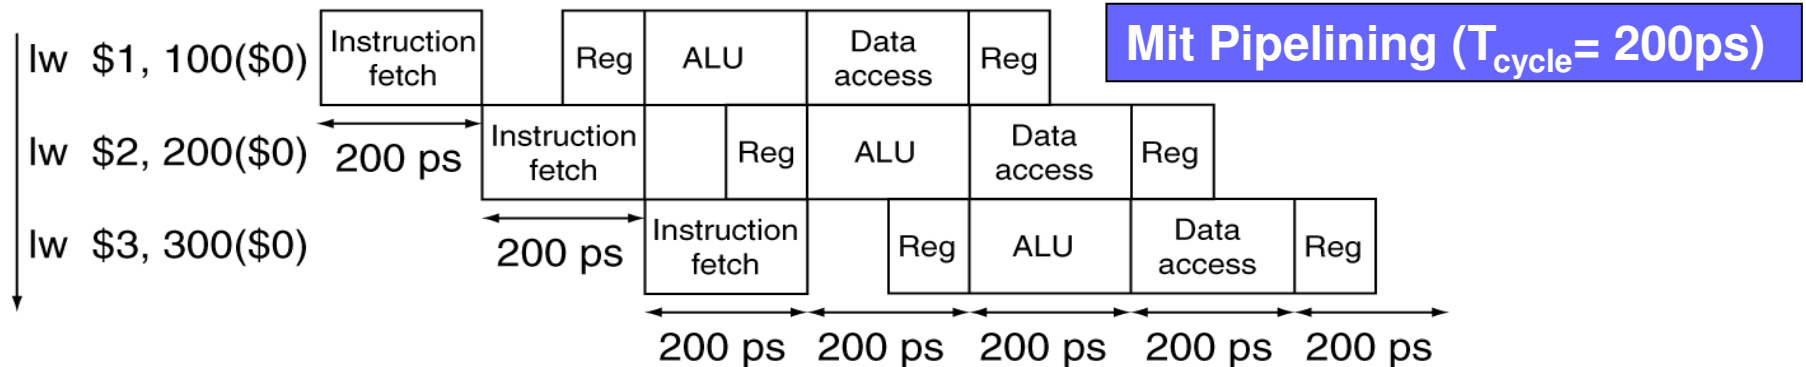 Mit Pipelining (Tcycle= 200ps)
lw $1, 100($0) Instruction fetch Reg ALU Data access Reg
200 ps
lw $2, 200($0) Instruction fetch Reg ALU Data access Reg
200 ps
lw $3, 300($0) Instruction fetch Reg ALU Data access Reg
200 ps 200 ps 200 ps 200 ps 200 ps